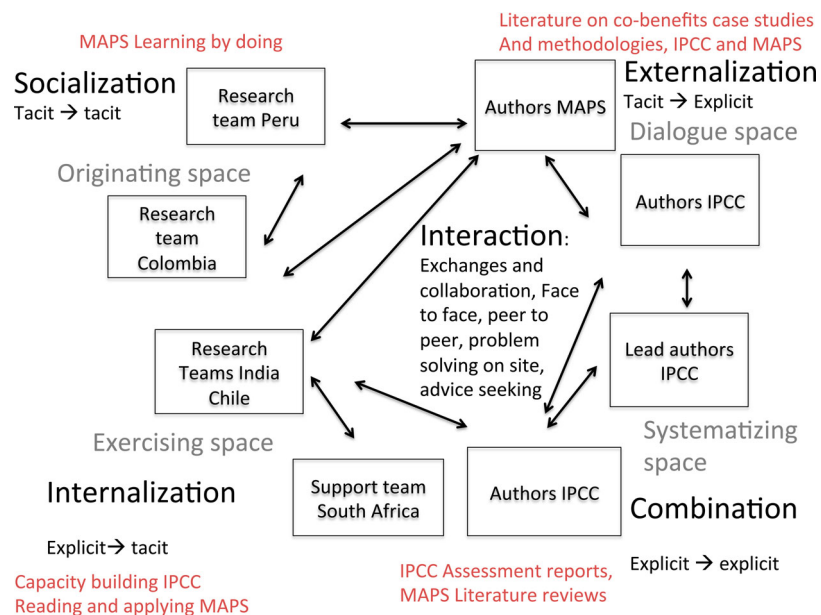 MAPS Learning by doing
Literature on co-benefits case studies
And methodologies, IPCC and MAPS
Socialization
Tacit → tacit
Research
team Peru
Authors MAPS
Externalization
Tacit → Explicit
Dialogue space
Originating space
Research
team
Colombia
Authors IPCC
Interaction:
Exchanges and
collaboration, Face
to face, peer to
peer, problem
solving on site,
advice seeking
Research
Teams India
Chile
Lead authors
IPCC
Exercising space
Systematizing
space
Internalization
Support team
South Africa
Authors IPCC
Combination
Explicit→ tacit
Explicit → explicit
Capacity building IPCC
Reading and applying MAPS
IPCC Assessment reports,
MAPS Literature reviews